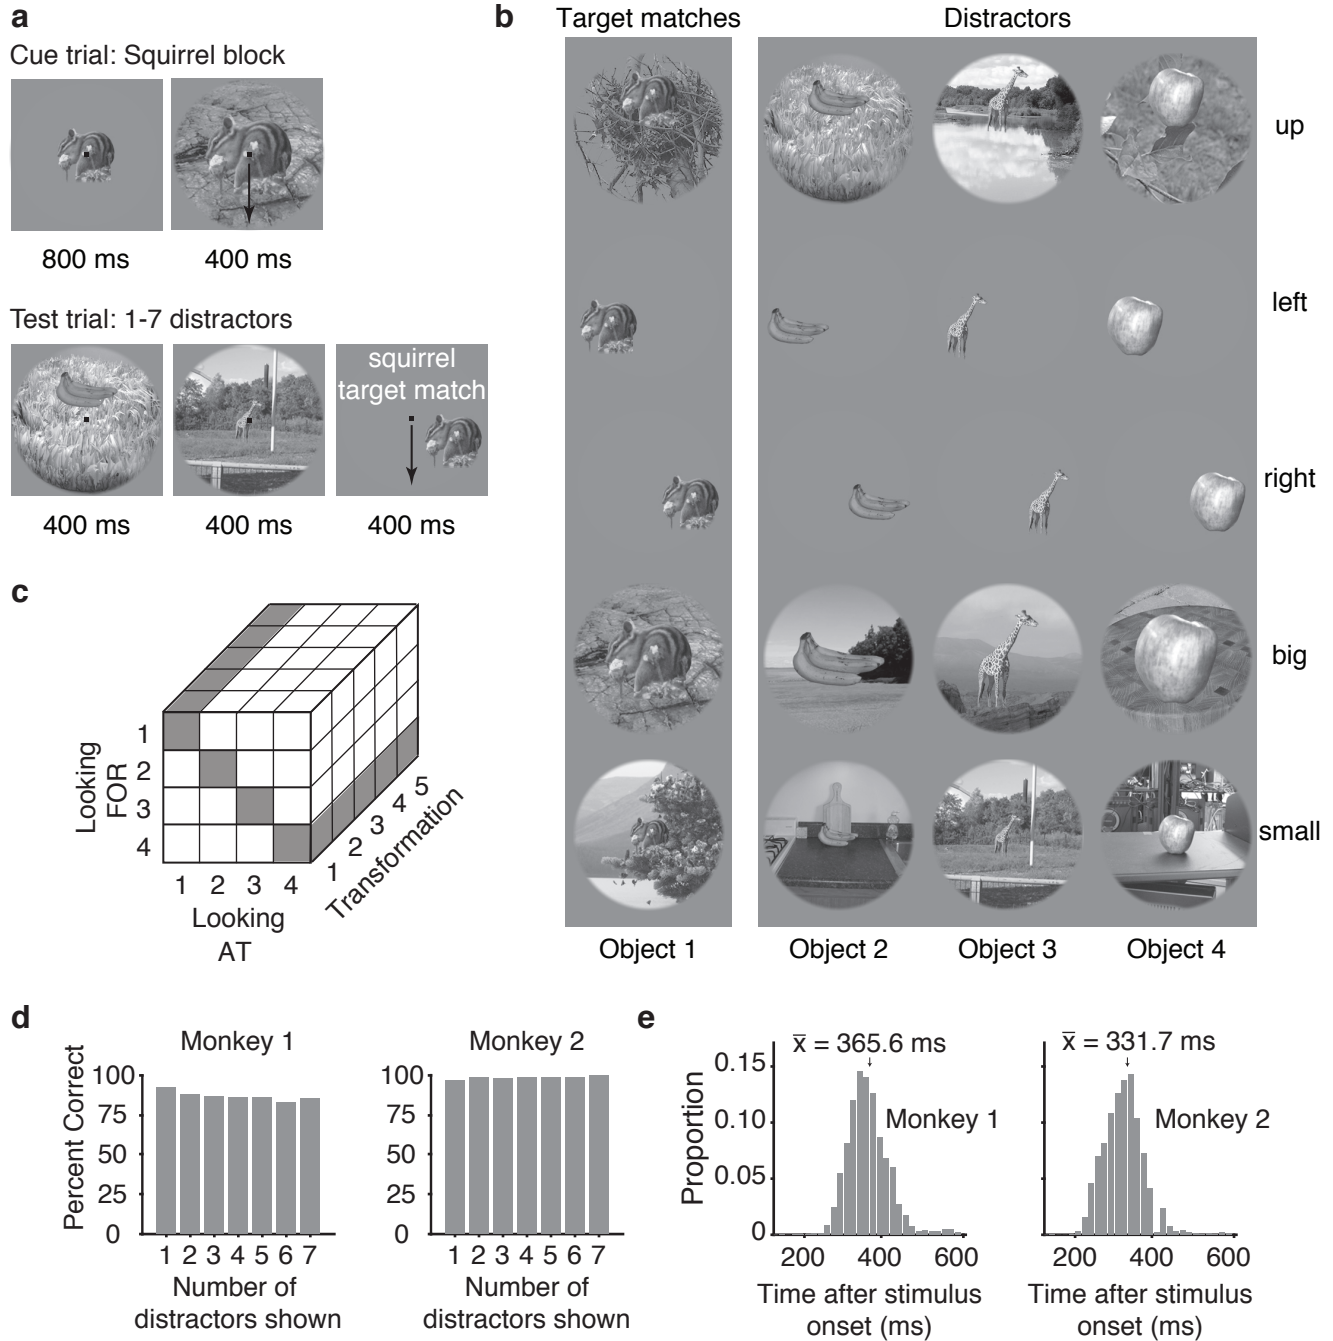 a
Cue trial: Squirrel block
800 ms
400 ms
Test trial: 1-7 distractors
squirrel
target match
400 ms
400 ms
400 ms
b
Target matches
Distractors
up
left
right
big
small
Object 1
Object 2
Object 3
Object 4
c
Looking
FOR
1
2
3
4
1
2
3
4
Looking
AT
1
2
3
4
5
Transformation
d
Monkey 1
Percent Correct
100
75
50
25
0
1 2 3 4 5 6 7
Number of
distractors shown
Monkey 2
100
75
50
25
0
1 2 3 4 5 6 7
Number of
distractors shown
e
x̅ = 365.6 ms
Monkey 1
Proportion
0.15
0.10
0.05
0
200 400 600
Time after stimulus
onset (ms)
x̅ = 331.7 ms
Monkey 2
200 400 600
Time after stimulus
onset (ms)